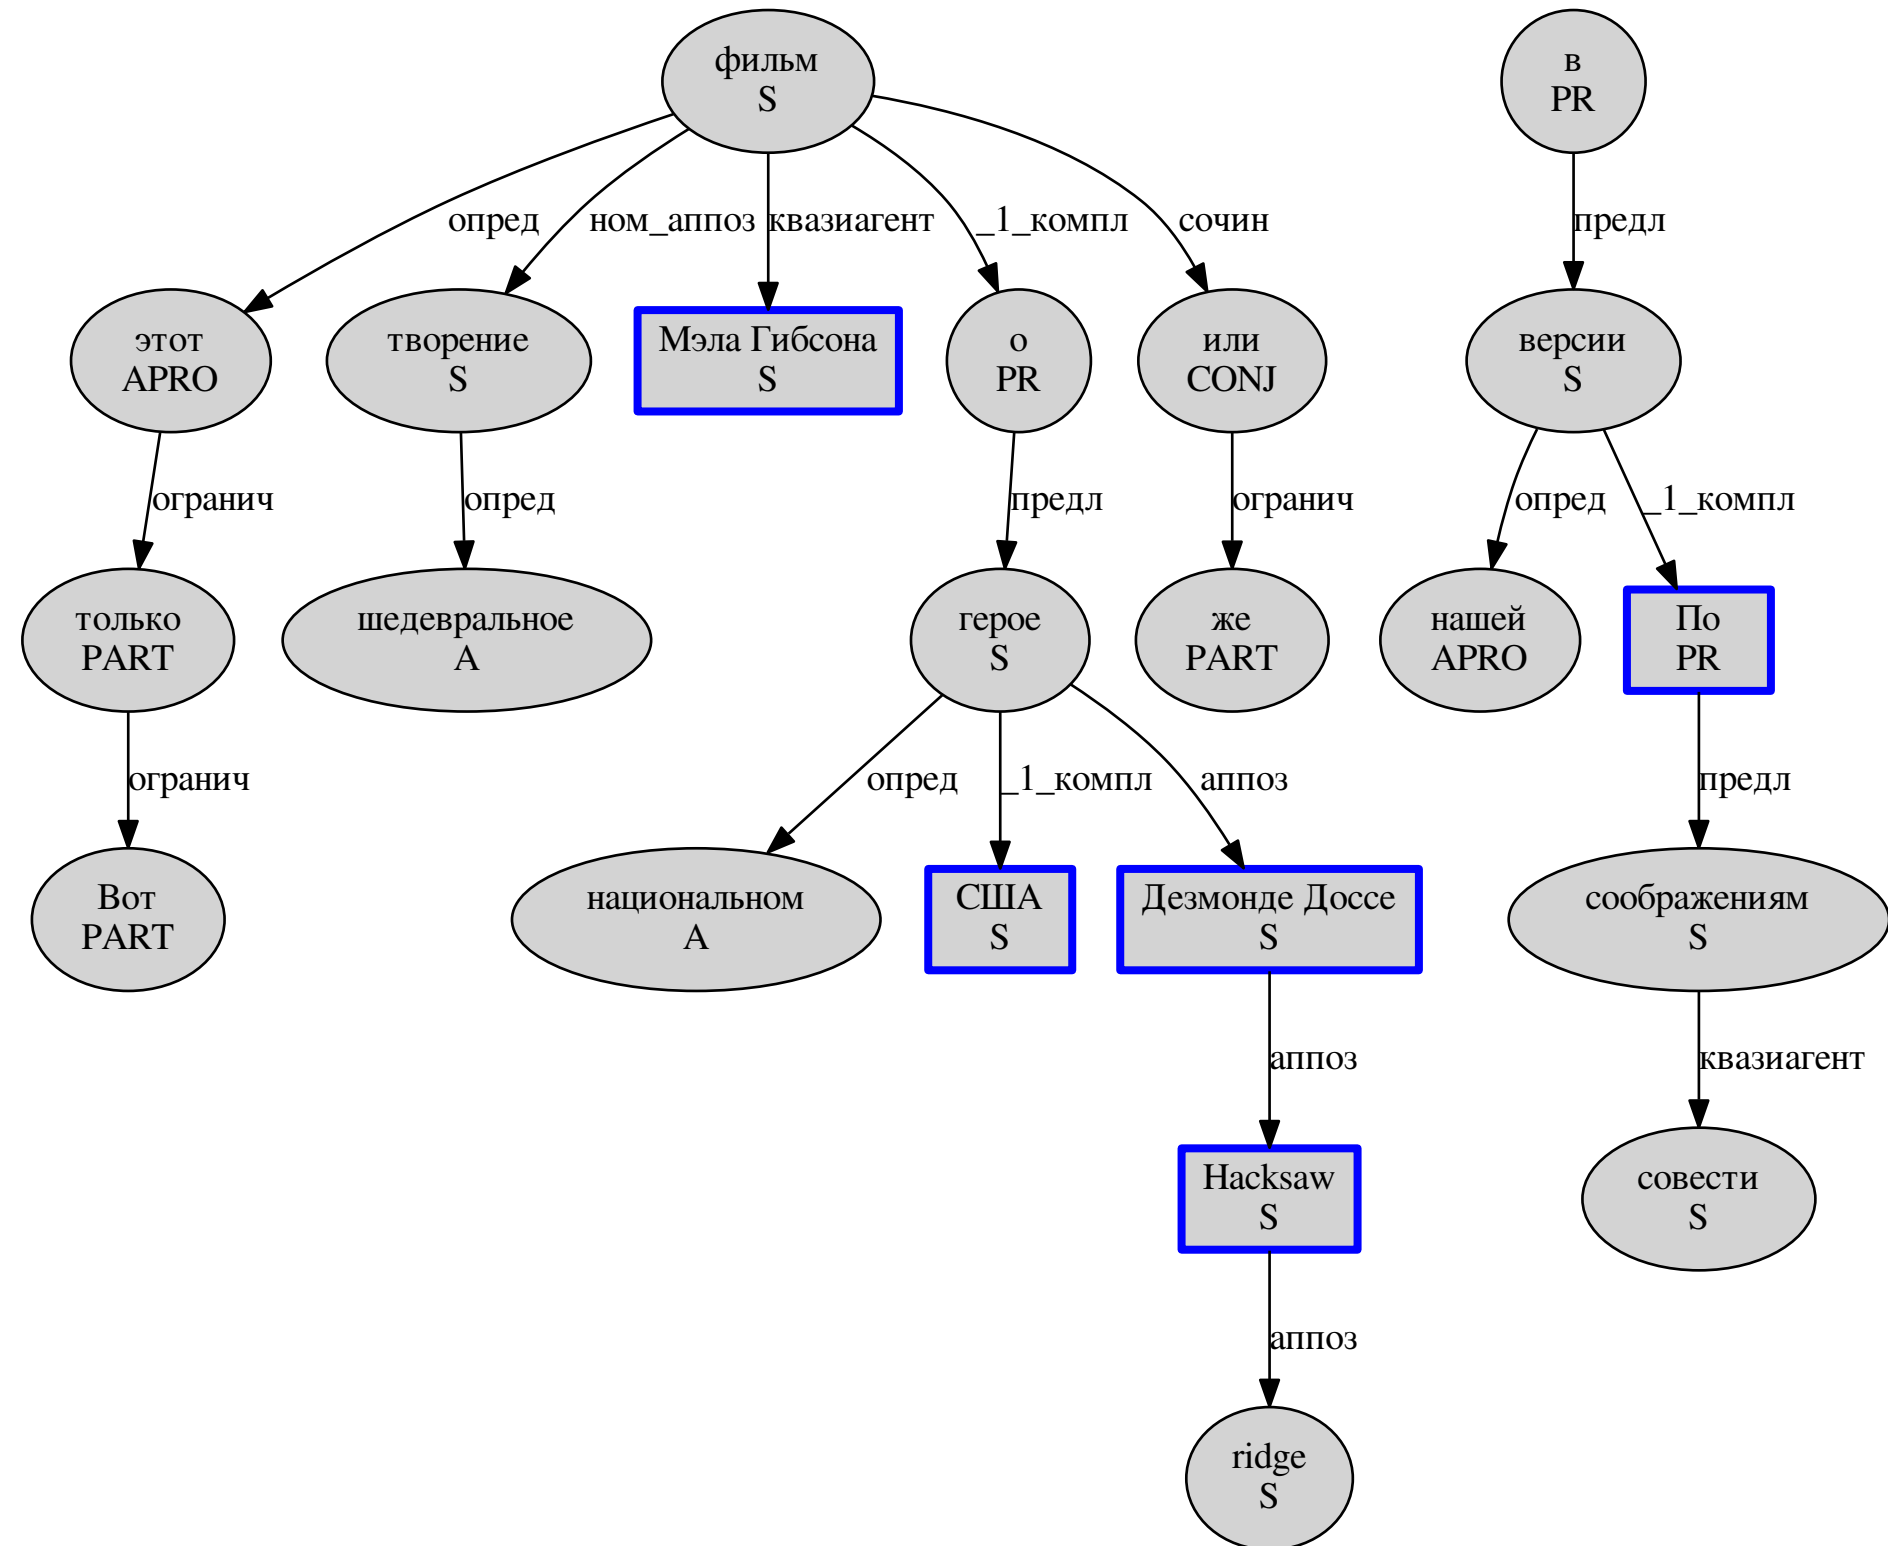 фильм
S
в
PR
опред
ном_аппоз
квазиагент
_1_компл
сочин
предл
этот
APRO
творение
S
Мэла Гибсона
S
о
PR
или
CONJ
версии
S
огранич
опред
предл
огранич
опред
_1_компл
только
PART
шедевральное
A
герое
S
же
PART
нашей
APRO
По
PR
огранич
опред
_1_компл
аппоз
предл
Вот
PART
национальном
A
США
S
Дезмонде Доссе
S
соображениям
S
аппоз
квазиагент
Hacksaw
S
совести
S
аппоз
ridge
S